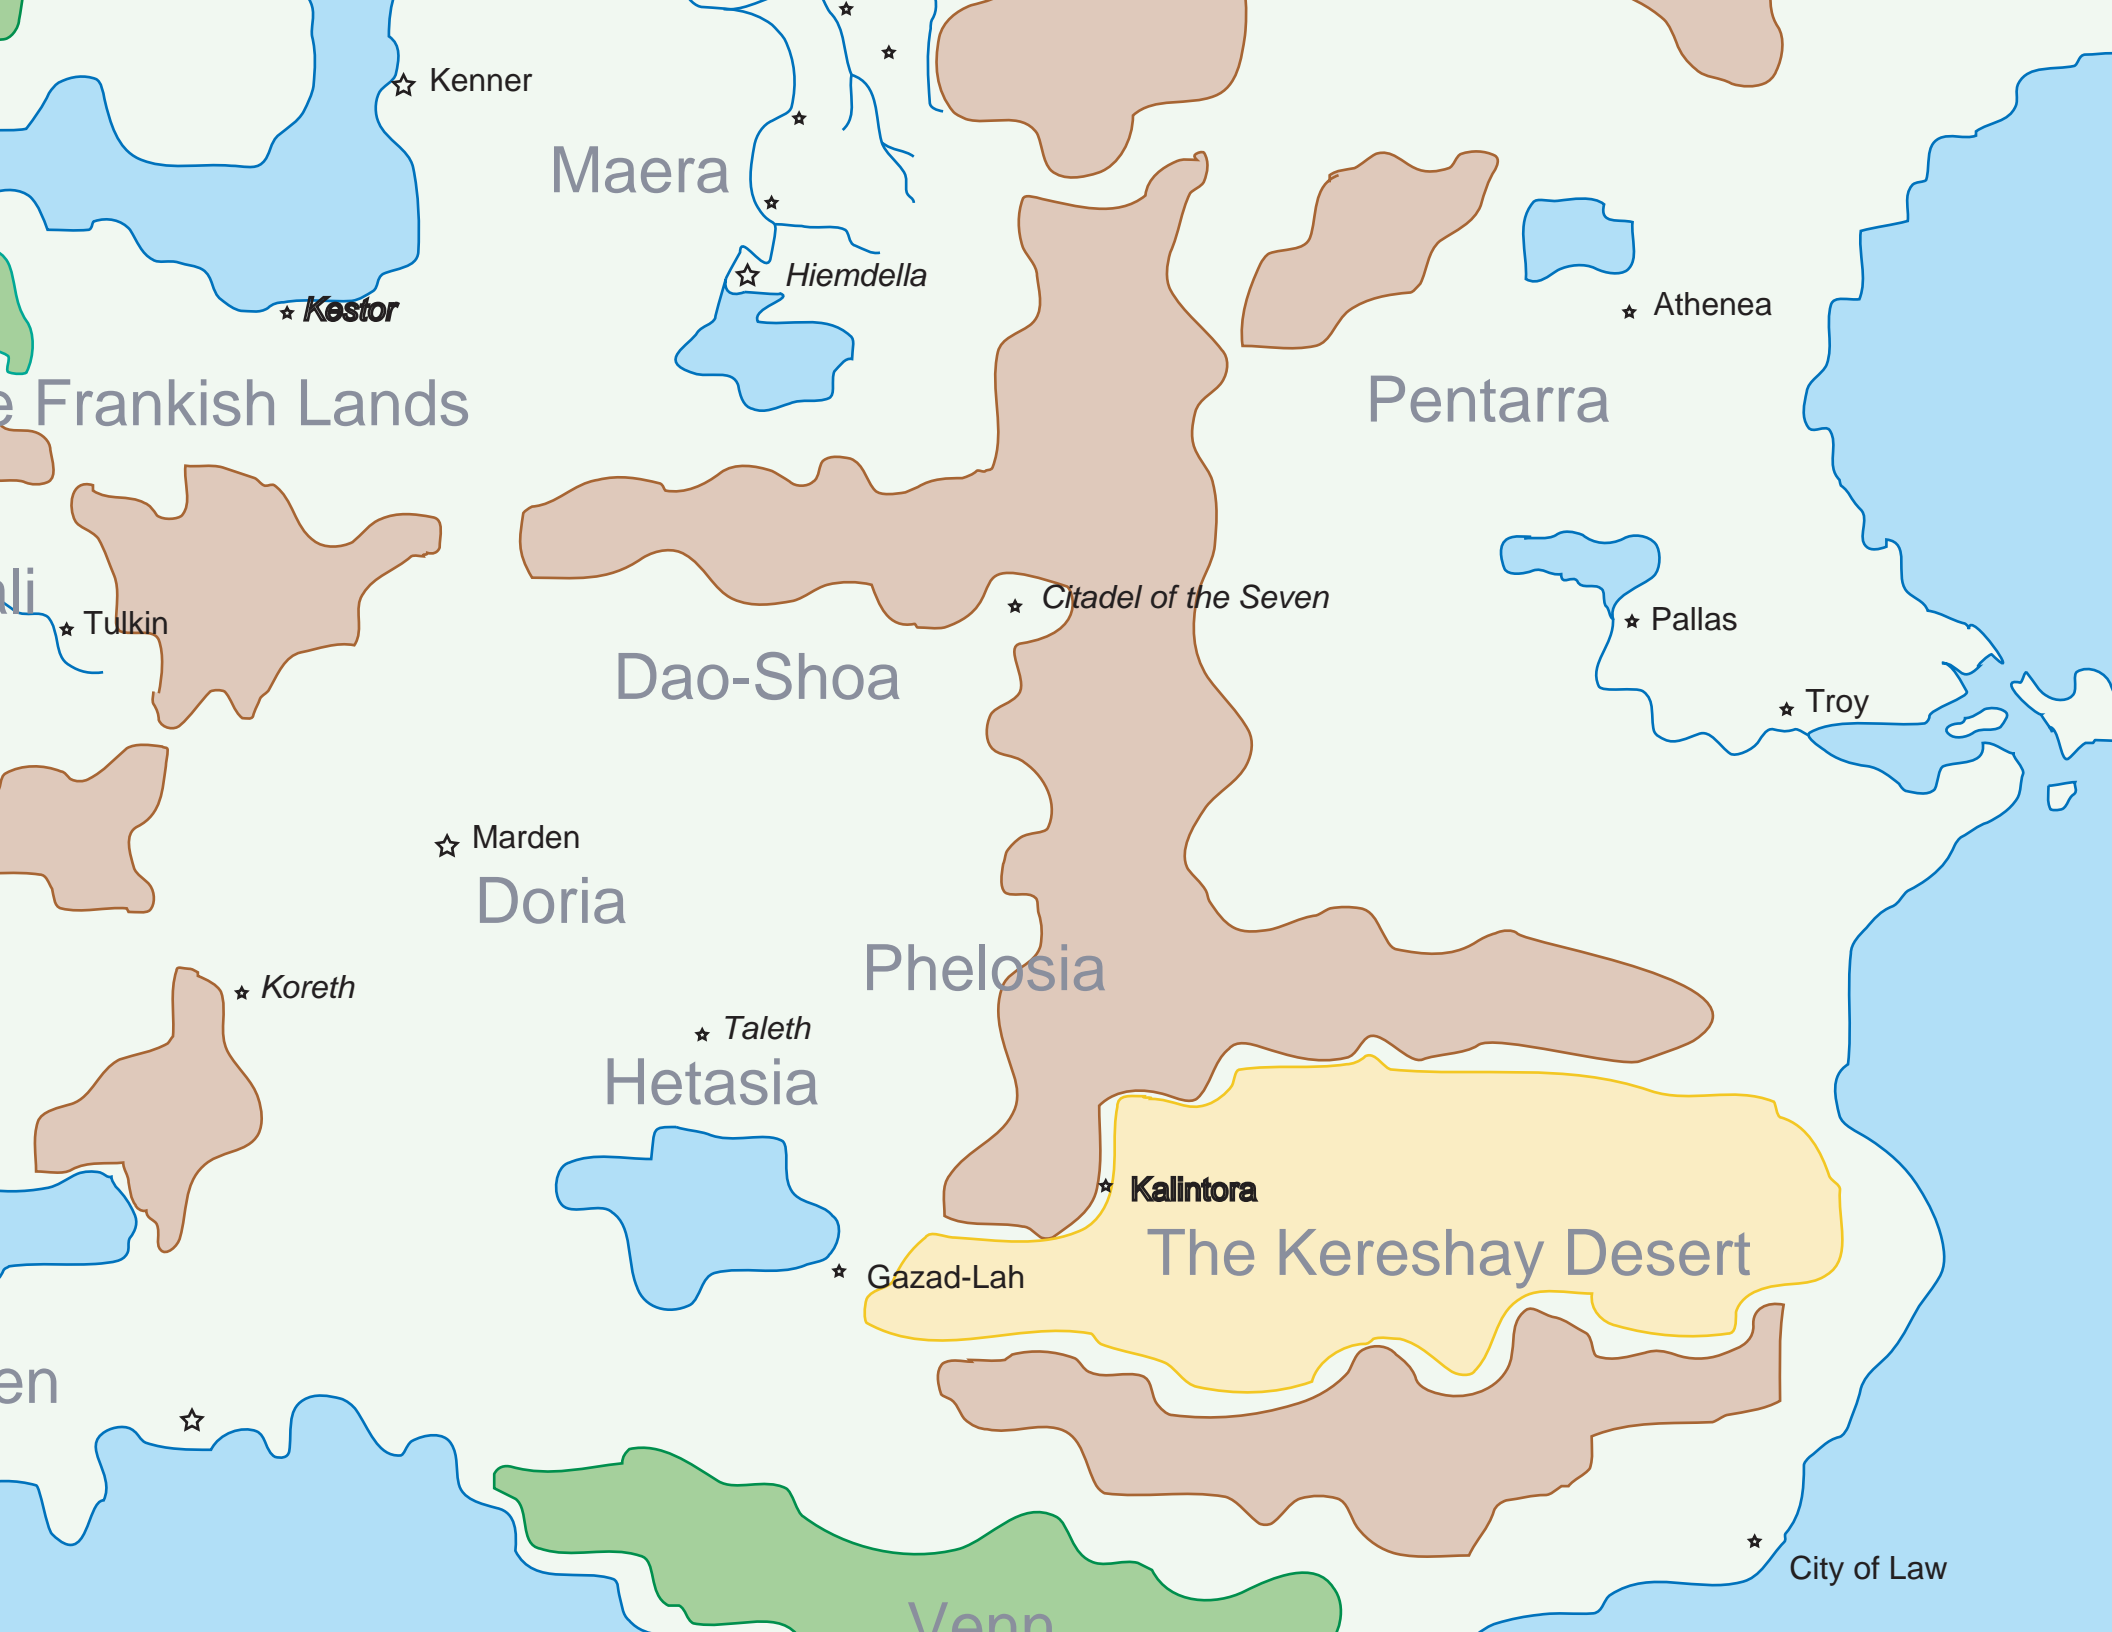 Kenner
Maera
Hiemdella
Kestor
Athenea
e Frankish Lands
Pentarra
ali
Tulkin
Citadel of the Seven
Pallas
Dao-Shoa
Troy
Marden
Doria
Phelosia
Koreth
Taleth
Hetasia
Kalintora
The Kereshay Desert
Gazad-Lah
en
City of Law
Venn